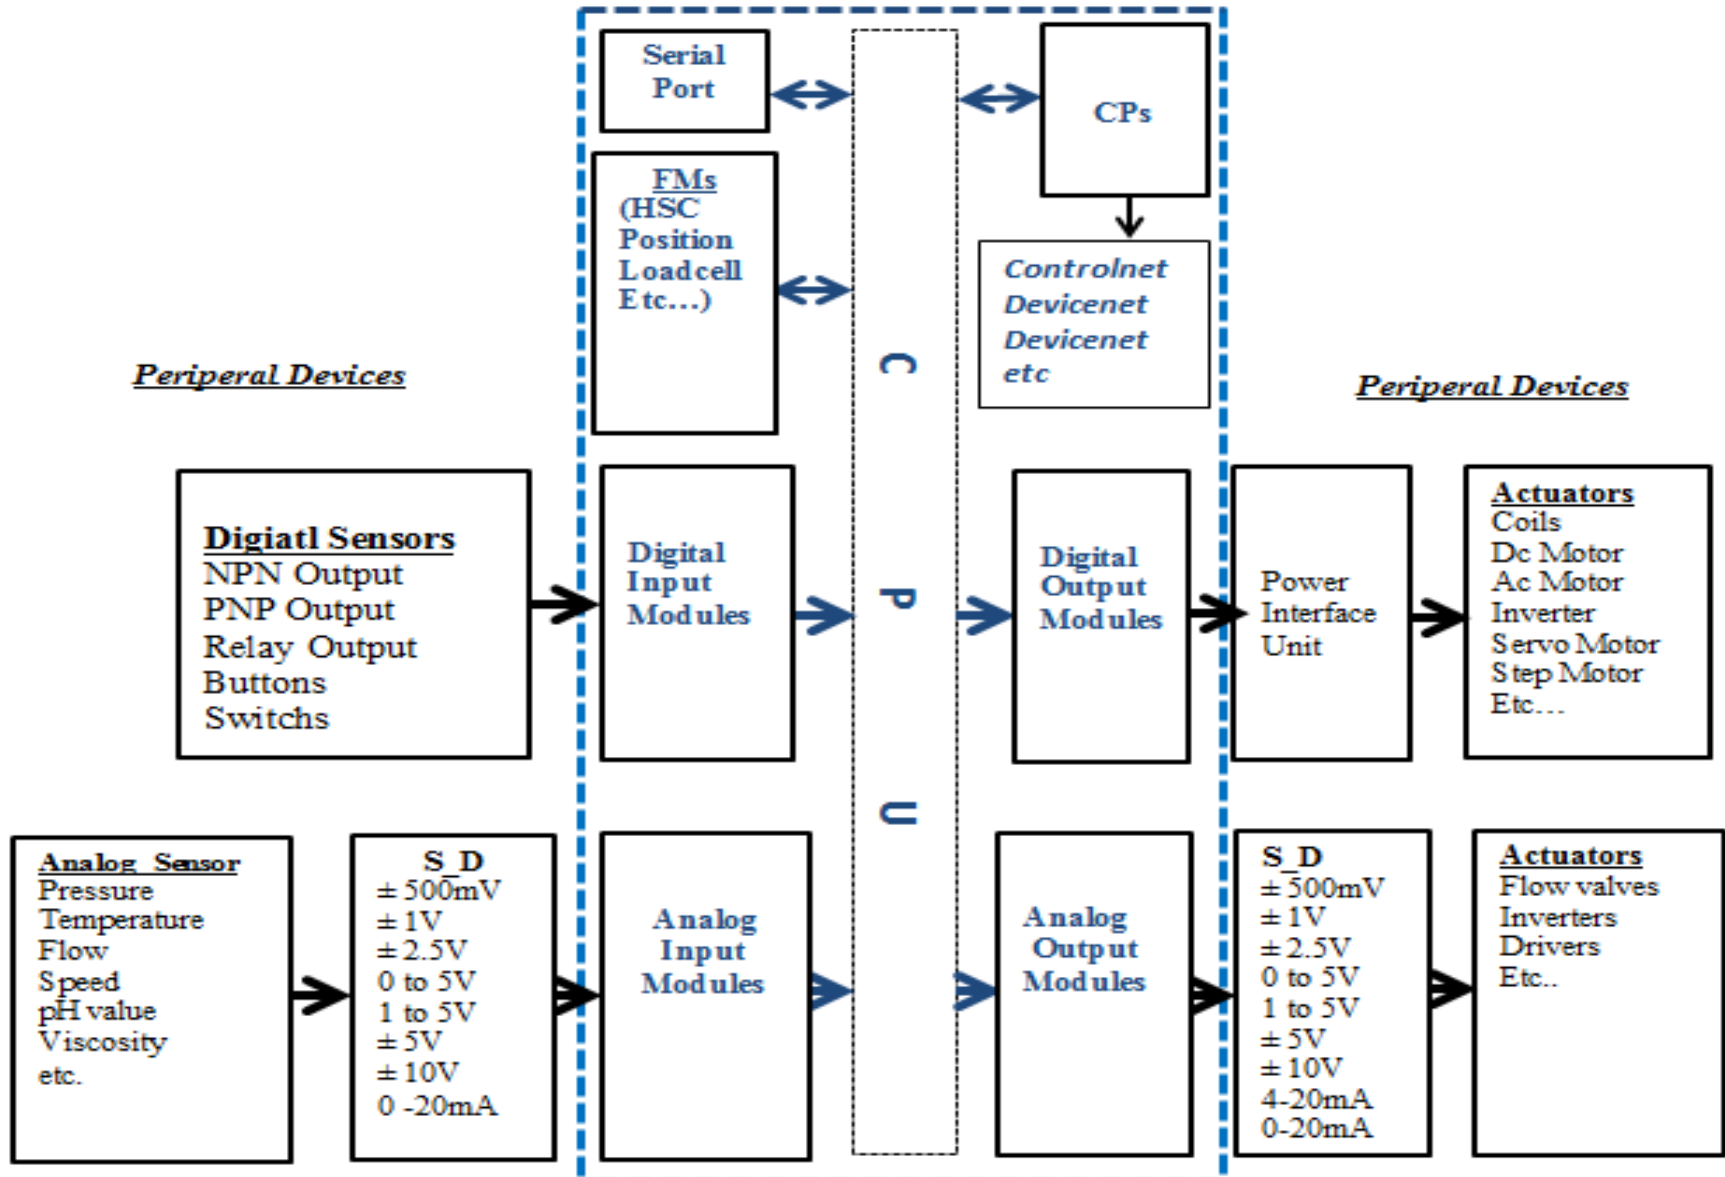 Serial
Port
CPs
FMs
(HSC
Position
Loadcell
Etc...)
Controlnet
Devicenet
Devicenet
etc
C
P
U
Periperal Devices
Periperal Devices
Digiatl Sensors
NPN Output
PNP Output
Relay Output
Buttons
Switchs
Digital
Input
Modules
Digital
Output
Modules
Power
Interface
Unit
Actuators
Coils
Dc Motor
Ac Motor
Inverter
Servo Motor
Step Motor
Etc...
Analog Sensor
Pressure
Temperature
Flow
Speed
pH value
Viscosity
etc.
S_D
± 500mV
± 1V
± 2.5V
0 to 5V
1 to 5V
± 5V
± 10V
0 -20mA
Analog
Input
Modules
Analog
Output
Modules
S_D
± 500mV
± 1V
± 2.5V
0 to 5V
1 to 5V
± 5V
± 10V
4-20mA
0-20mA
Actuators
Flow valves
Inverters
Drivers
Etc..